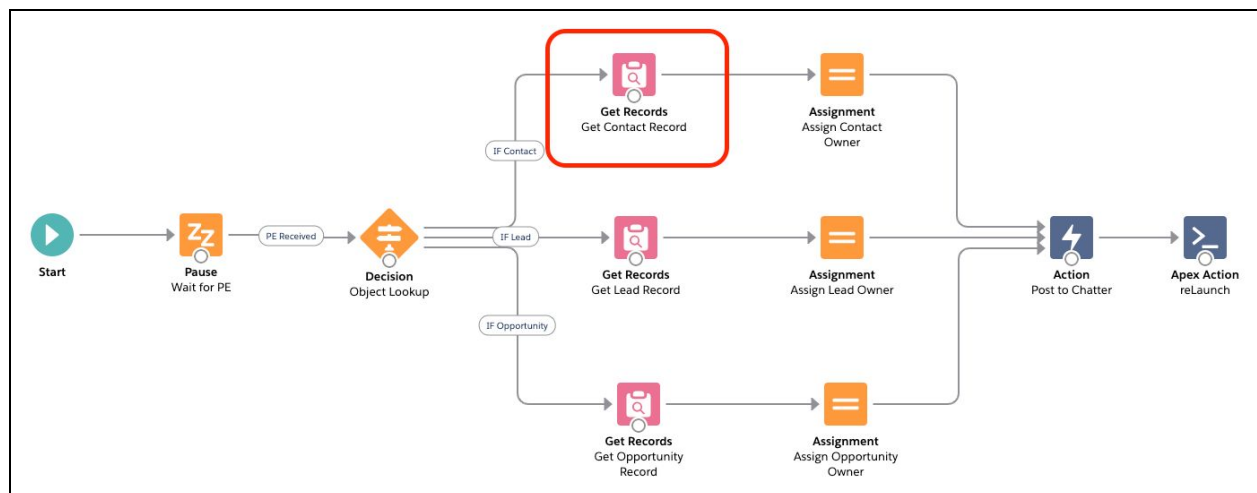 Get Records
Get Contact Record
Assignment
Assign Contact
Owner
IF Contact
Start
ZZ
Pause
Wait for PE
PE Received
Decision
Object Lookup
IF Lead
Get Records
Get Lead Record
Assignment
Assign Lead Owner
Action
Post to Chatter
Apex Action
reLaunch
IF Opportunity
Get Records
Get Opportunity
Record
Assignment
Assign Opportunity
Owner